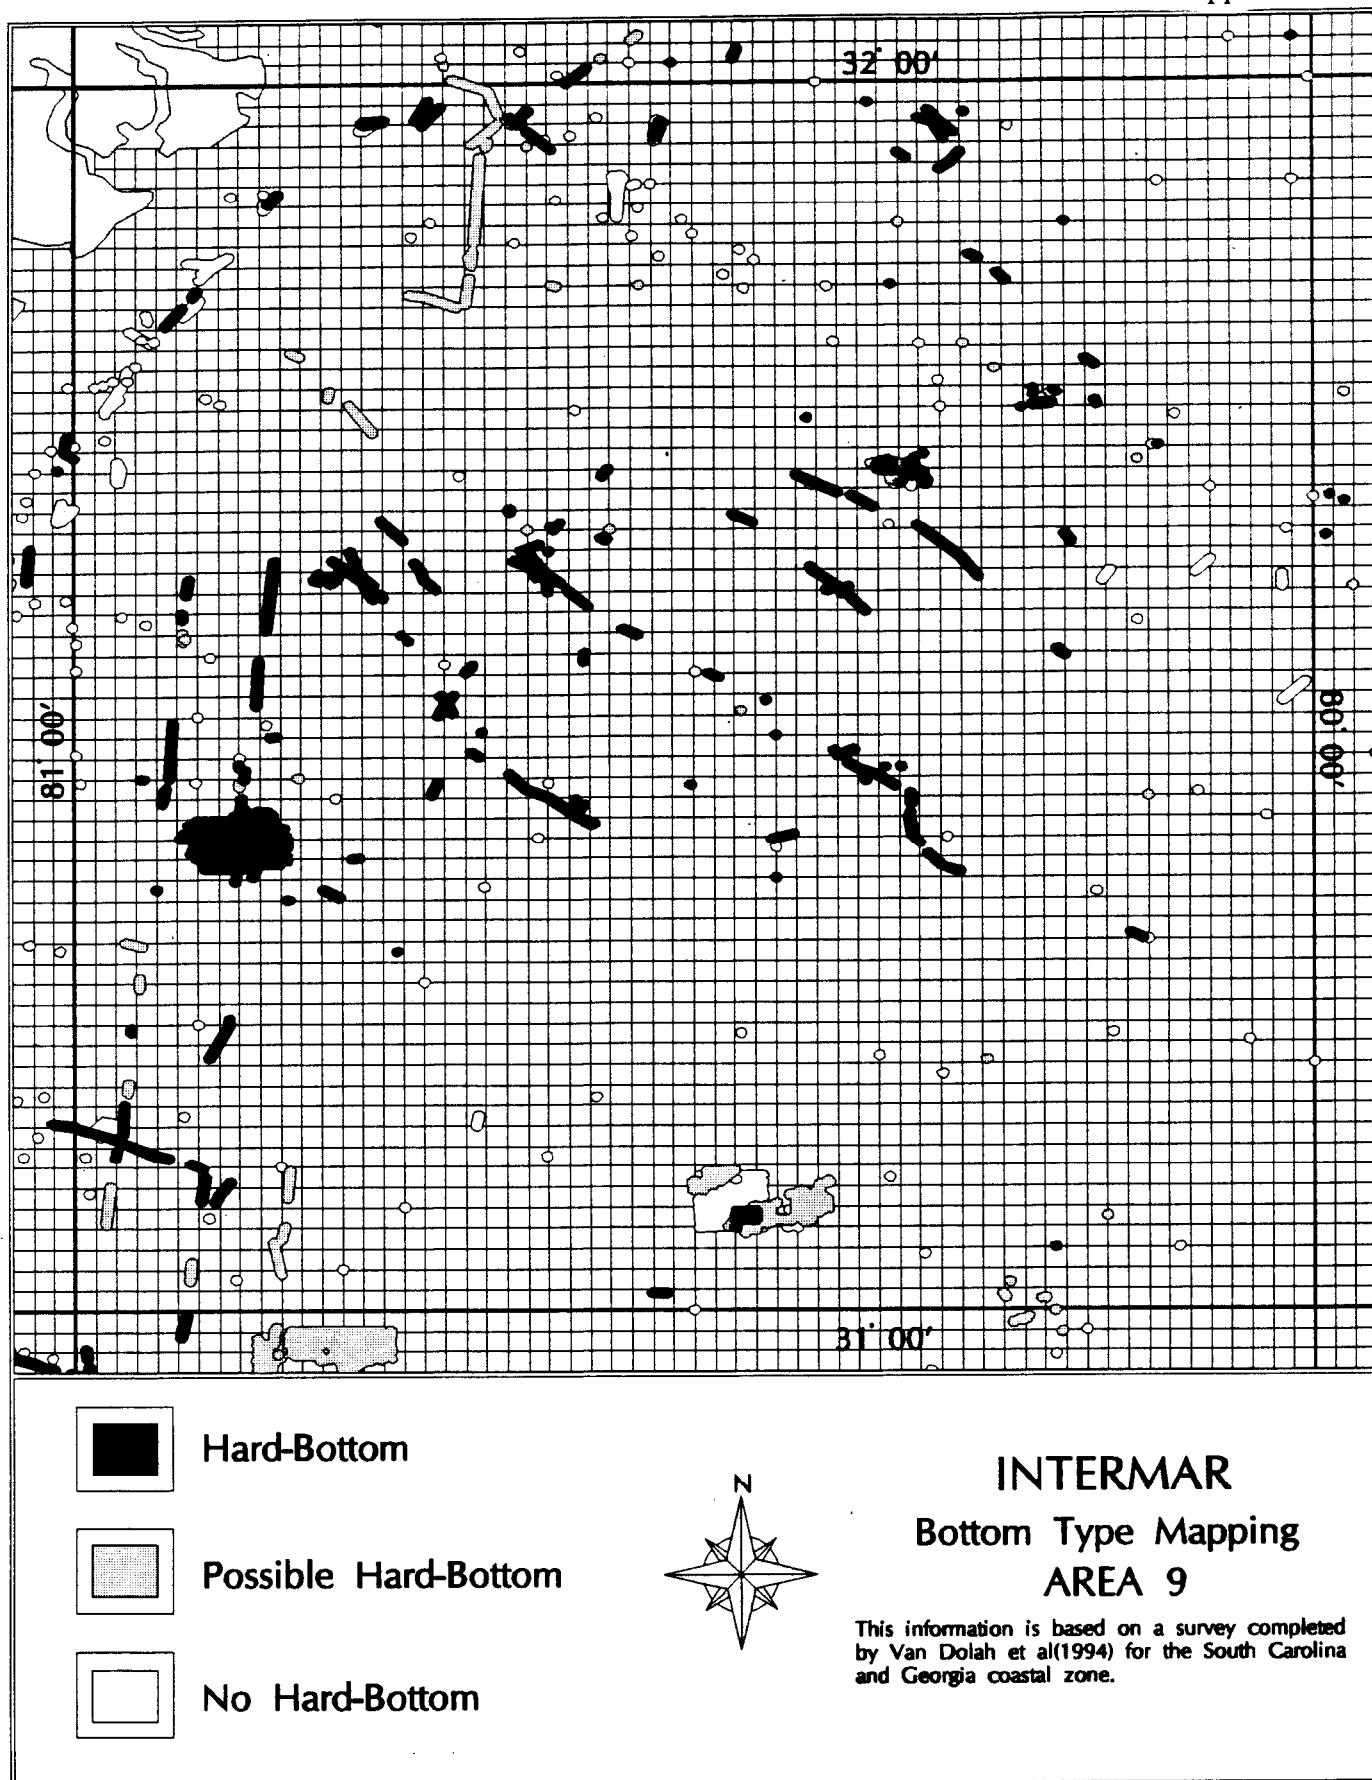 32° 00'
81° 00'
80° 00'
31° 00'
Hard-Bottom
Possible Hard-Bottom
No Hard-Bottom
N
INTERMAR
Bottom Type Mapping
AREA 9
This information is based on a survey completed
by Van Dolah et al(1994) for the South Carolina
and Georgia coastal zone.